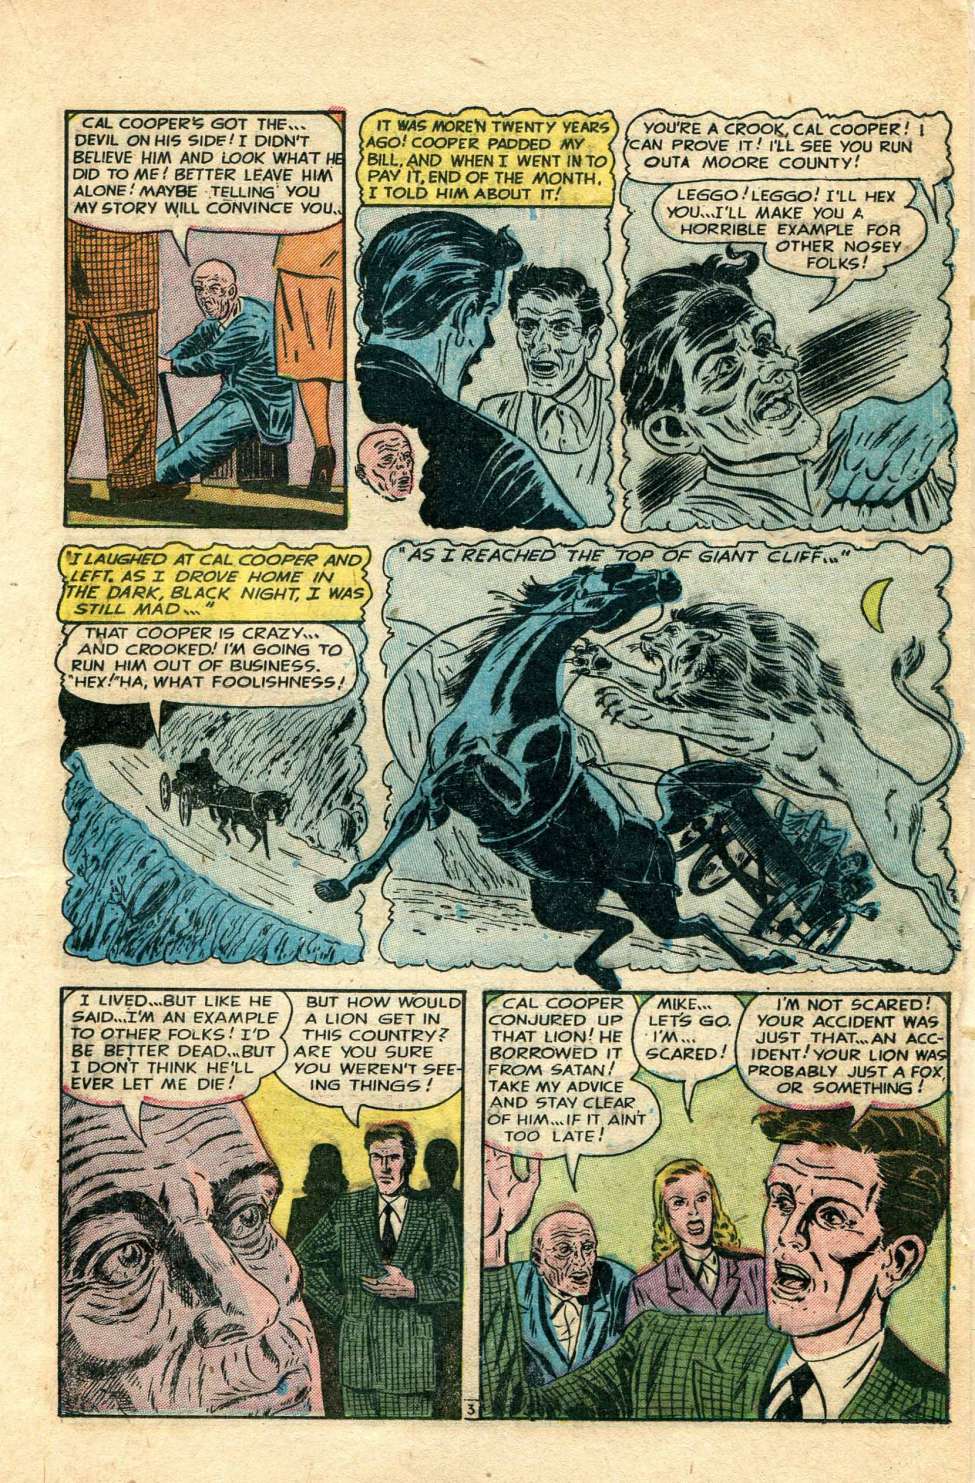 CAL COOPER'S GOT THE...
DEVIL ON HIS SIDE! I DIDN'T
BELIEVE HIM AND LOOK WHAT HE
DID TO ME! BETTER LEAVE HIM
ALONE! MAYBE TELLING YOU
MY STORY WILL CONVINCE YOU..
IT WAS MORE'N TWENTY YEARS
AGO! COOPER PADDED MY
BILL, AND WHEN I WENT IN TO
PAY IT, END OF THE MONTH,
I TOLD HIM ABOUT IT!
YOU'RE A CROOK, CAL COOPER! I
CAN PROVE IT! I'LL SEE YOU RUN
OUTA MOORE COUNTY!
LEGGO! LEGGO! I'LL HEX
YOU...I'LL MAKE YOU A
HORRIBLE EXAMPLE FOR
OTHER NOSEY
FOLKS!
"I LAUGHED AT CAL COOPER AND
LEFT. AS I DROVE HOME IN
THE DARK, BLACK NIGHT, I WAS
STILL MAD..."
THAT COOPER IS CRAZY...
AND CROOKED! I'M GOING TO
RUN HIM OUT OF BUSINESS.
"HEX!" HA, WHAT FOOLISHNESS!
"AS I REACHED THE TOP OF GIANT CLIFF..."
I LIVED...BUT LIKE HE
SAID...I'M AN EXAMPLE
TO OTHER FOLKS! I'D
BE BETTER DEAD...BUT
I DON'T THINK HE'LL
EVER LET ME DIE!
BUT HOW WOULD
A LION GET IN
THIS COUNTRY?
ARE YOU SURE
YOU WEREN'T SEE-
ING THINGS!
CAL COOPER
CONJURED UP
THAT LION! HE
BORROWED IT
FROM SATAN!
TAKE MY ADVICE
AND STAY CLEAR
OF HIM...IF IT AIN'T
TOO LATE!
MIKE...
LET'S GO.
I'M...
SCARED!
I'M NOT SCARED!
YOUR ACCIDENT WAS
JUST THAT...AN ACC-
IDENT! YOUR LION WAS
PROBABLY JUST A FOX,
OR SOMETHING!
3